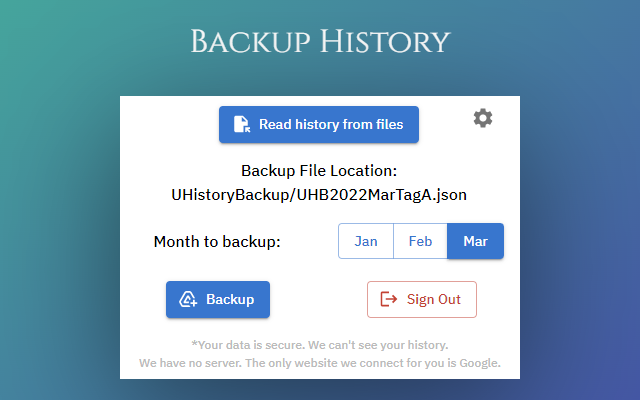 Backup History
Read history from files
Backup File Location:
UHistoryBackup/UHB2022MarTagA.json
Month to backup:
Jan Feb Mar
Backup
Sign Out
*Your data is secure. We can't see your history.
We have no server. The only website we connect for you is Google.